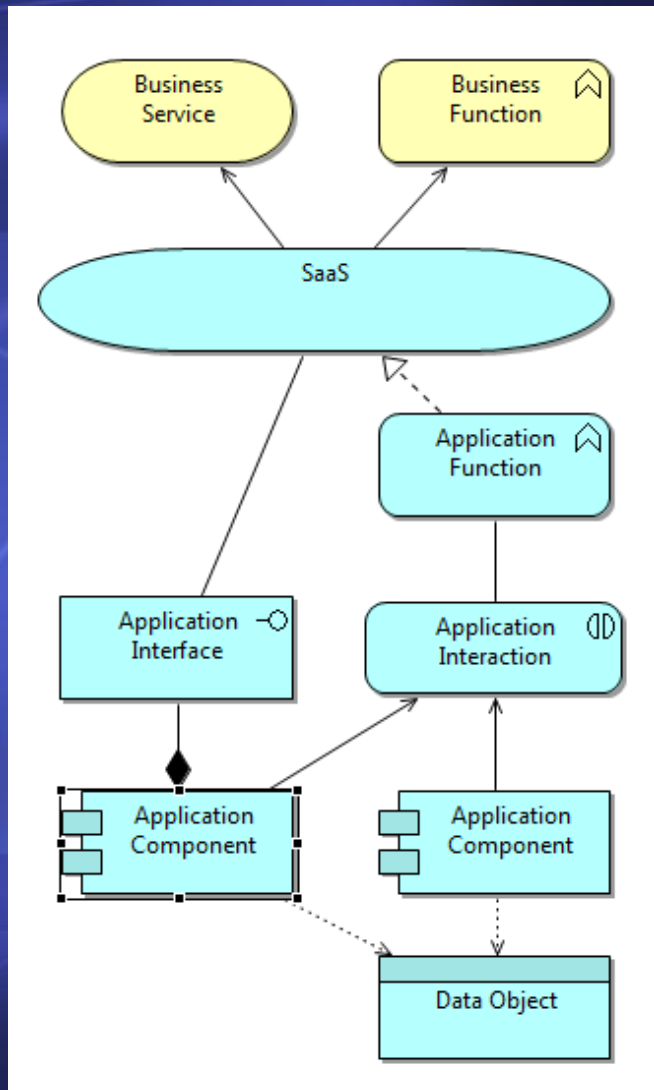 Business
Service
Business
Function
SaaS
Application
Function
Application
Interface
Application
Interaction
Application
Component
Application
Component
Data Object